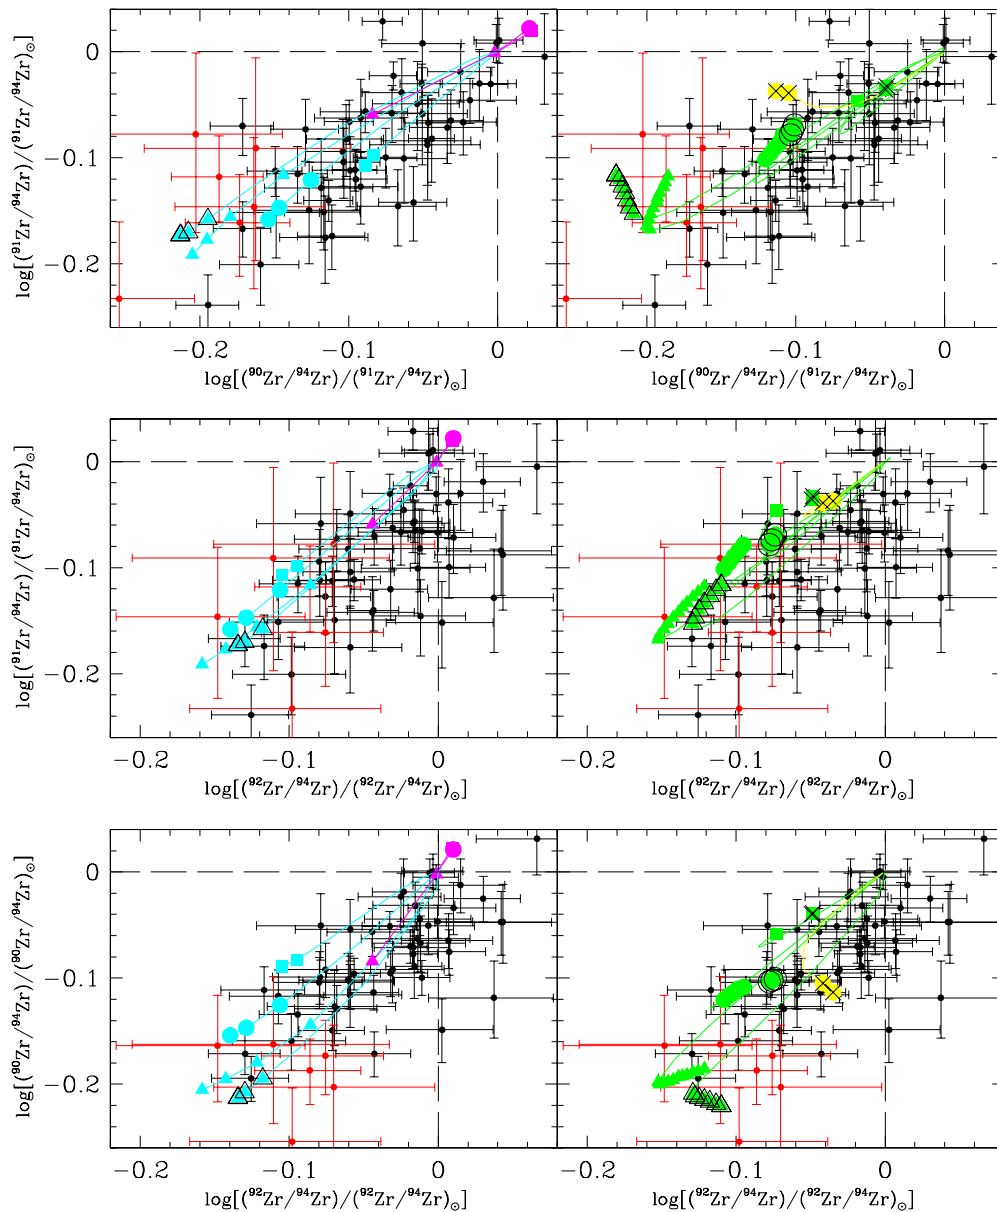 0
−0.1
−0.2
log[(⁹¹Zr/⁹⁴Zr)/(⁹¹Zr/⁹⁴Zr)⊙]
−0.2 −0.1 0 −0.2 −0.1 0
log[(⁹⁰Zr/⁹⁴Zr)/(⁹¹Zr/⁹⁴Zr)⊙] log[(⁹⁰Zr/⁹⁴Zr)/(⁹¹Zr/⁹⁴Zr)⊙]
0
−0.1
−0.2
log[(⁹¹Zr/⁹⁴Zr)/(⁹¹Zr/⁹⁴Zr)⊙]
−0.2 −0.1 0 −0.2 −0.1 0
log[(⁹²Zr/⁹⁴Zr)/(⁹²Zr/⁹⁴Zr)⊙] log[(⁹²Zr/⁹⁴Zr)/(⁹²Zr/⁹⁴Zr)⊙]
0
−0.1
−0.2
log[(⁹⁰Zr/⁹⁴Zr)/(⁹⁰Zr/⁹⁴Zr)⊙]
−0.2 −0.1 0 −0.2 −0.1 0
log[(⁹²Zr/⁹⁴Zr)/(⁹²Zr/⁹⁴Zr)⊙] log[(⁹²Zr/⁹⁴Zr)/(⁹²Zr/⁹⁴Zr)⊙]